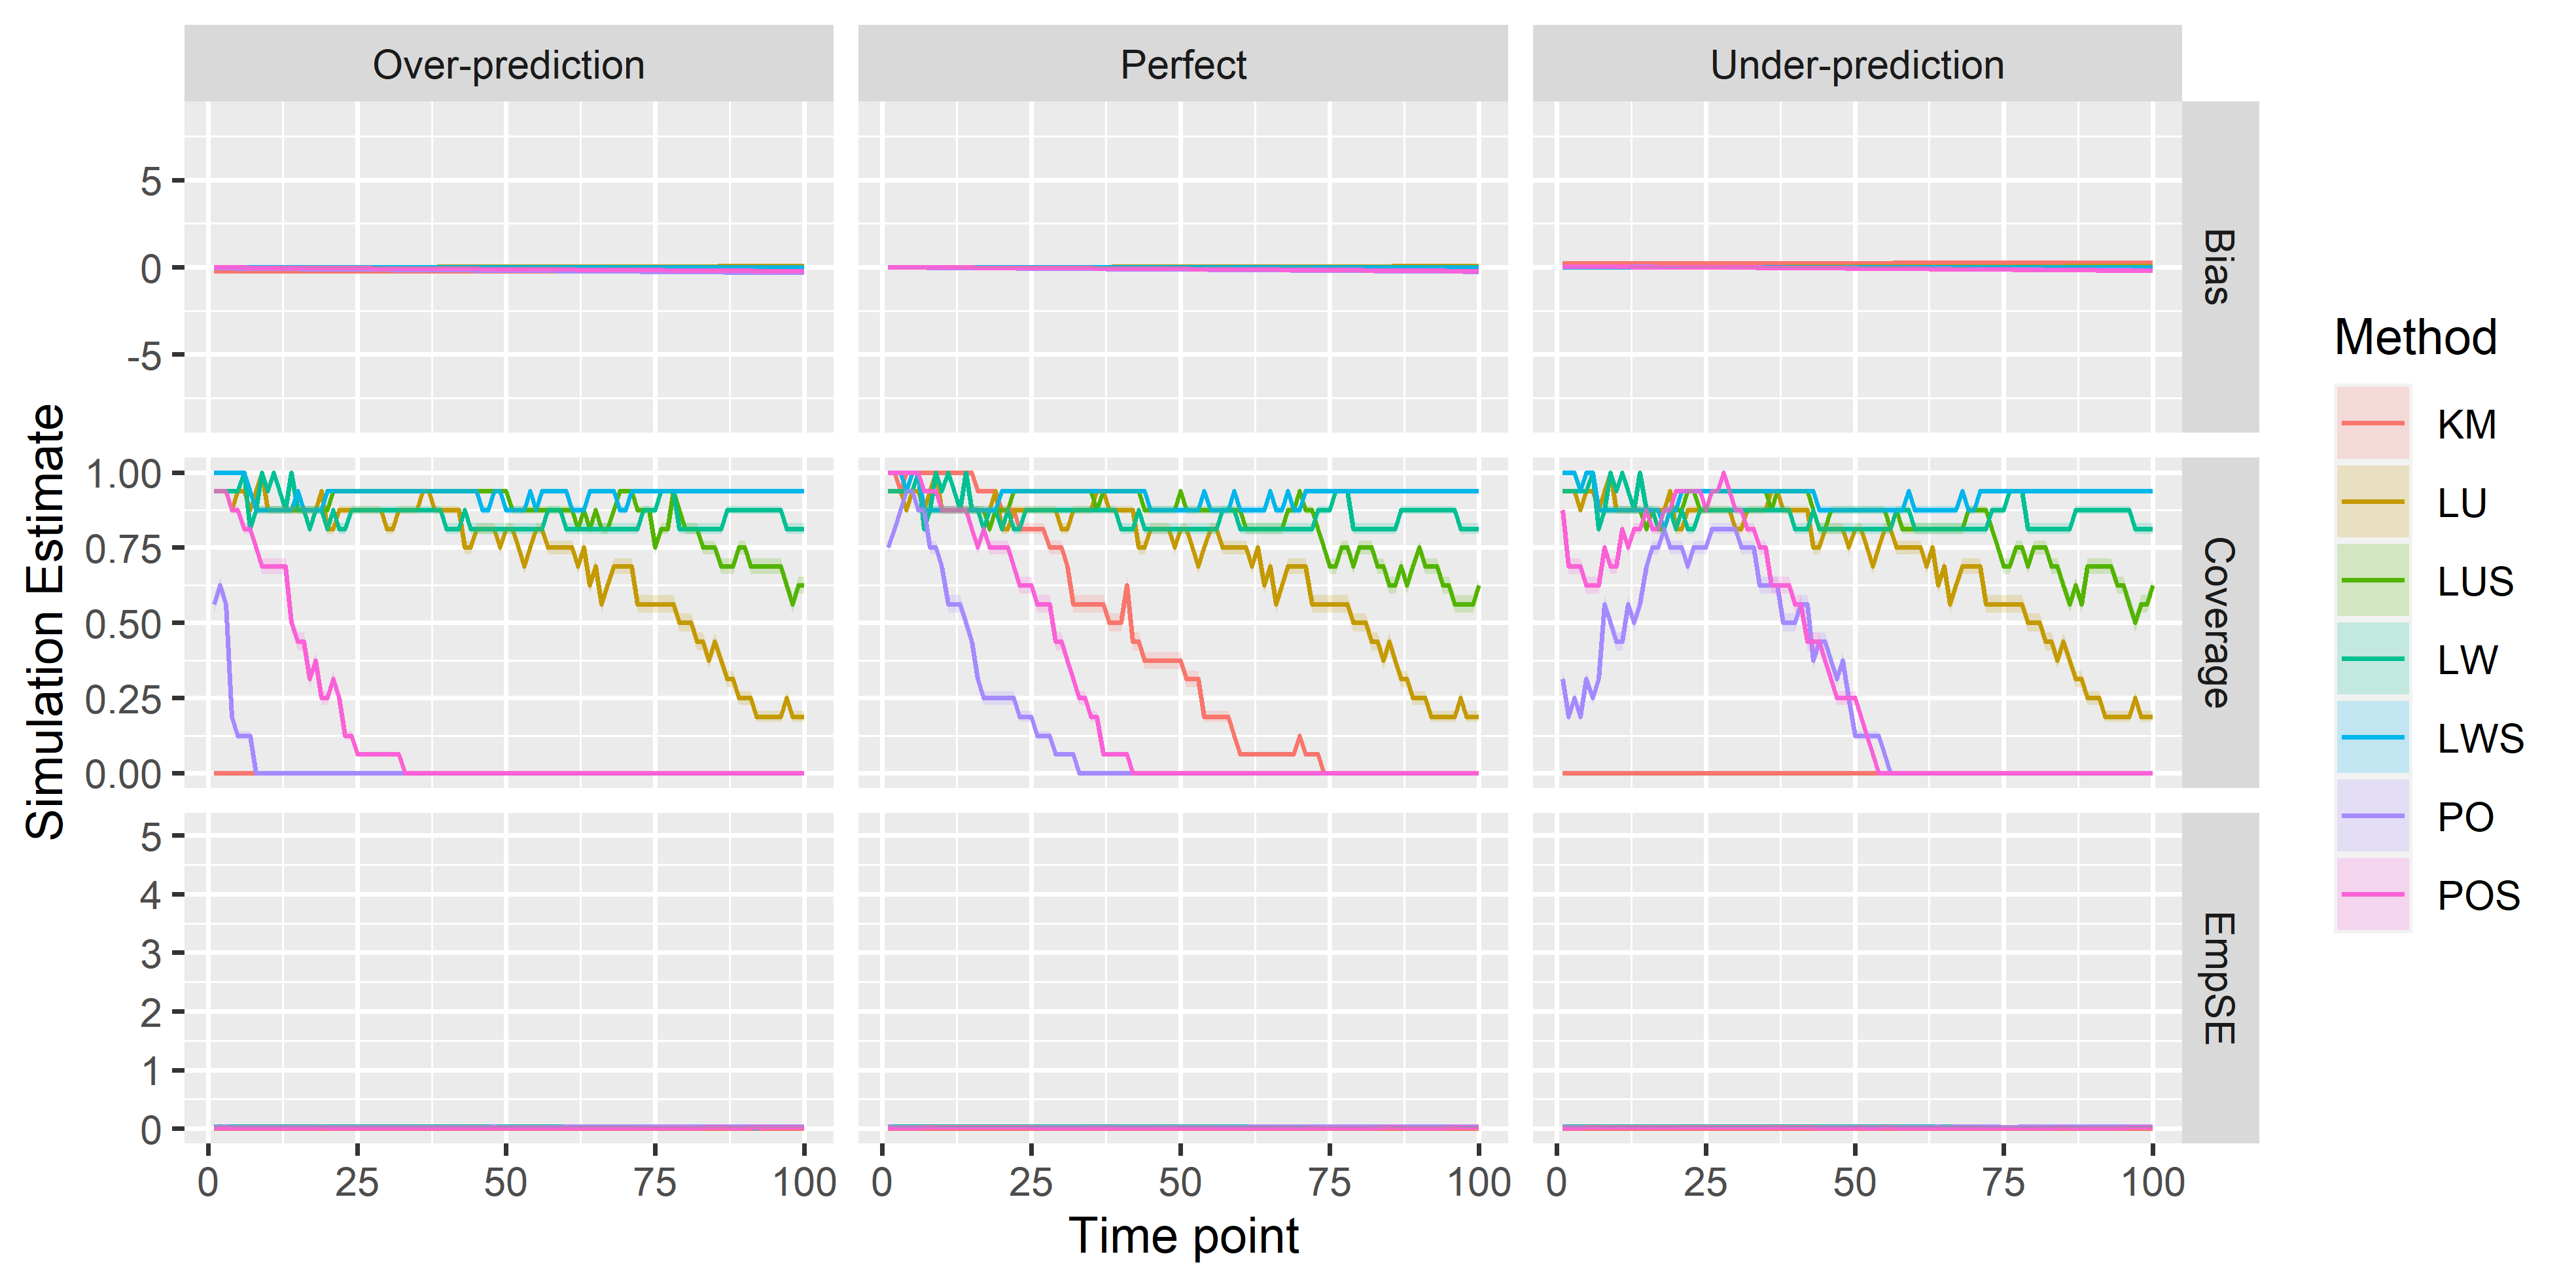 Over-prediction
Perfect
Under-prediction
5
0
-5
Bias
Simulation Estimate
1.00
0.75
0.50
0.25
0.00
Coverage
5
4
3
2
1
0
EmpSE
0 25 50 75 100
0 25 50 75 100
0 25 50 75 100
Time point
Method
KM
LU
LUS
LW
LWS
PO
POS